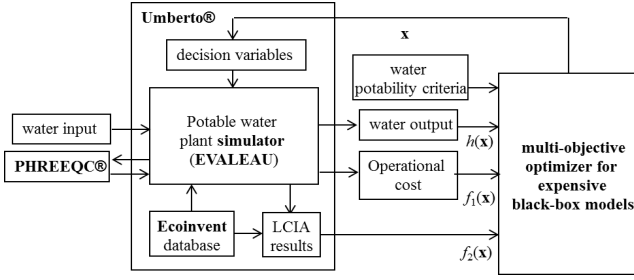 Umberto®
decision variables
x
water
potability criteria
water input
Potable water
plant simulator
(EVALEAU)
water output
h(x)
PHREEQC®
Operational
cost
f₁(x)
multi-objective
optimizer for
expensive
black-box models
Ecoinvent
database
LCIA
results
f₂(x)